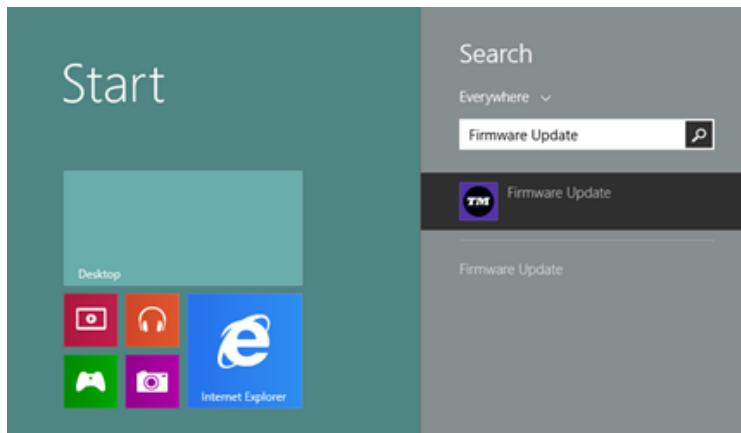 Start
Desktop
Internet Explorer
Search
Everywhere
Firmware Update
TM
Firmware Update
Firmware Update